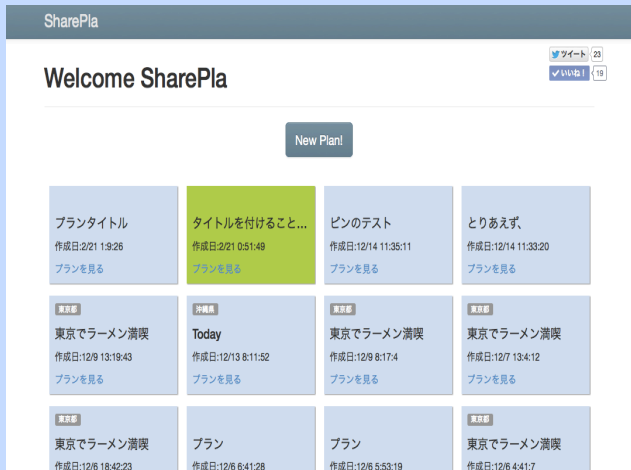 SharePla
ツイート 23
いいね! 19
Welcome SharePla
New Plan!
プランタイトル
作成日:2/21 1:9:26
プランを見る
タイトルを付けること...
作成日:2/21 0:51:49
プランを見る
ピンのテスト
作成日:12/14 11:35:11
プランを見る
とりあえず、
作成日:12/14 11:33:20
プランを見る
東京都
東京でラーメン満喫
作成日:12/9 13:19:43
プランを見る
沖縄県
Today
作成日:12/13 8:11:52
プランを見る
東京都
東京でラーメン満喫
作成日:12/9 8:17:4
プランを見る
東京都
東京でラーメン満喫
作成日:12/7 13:4:12
プランを見る
東京都
東京でラーメン満喫
作成日:12/6 18:42:23
プラン
作成日:12/6 6:41:28
プラン
作成日:12/6 5:53:19
東京都
東京でラーメン満喫
作成日:12/6 4:41:7